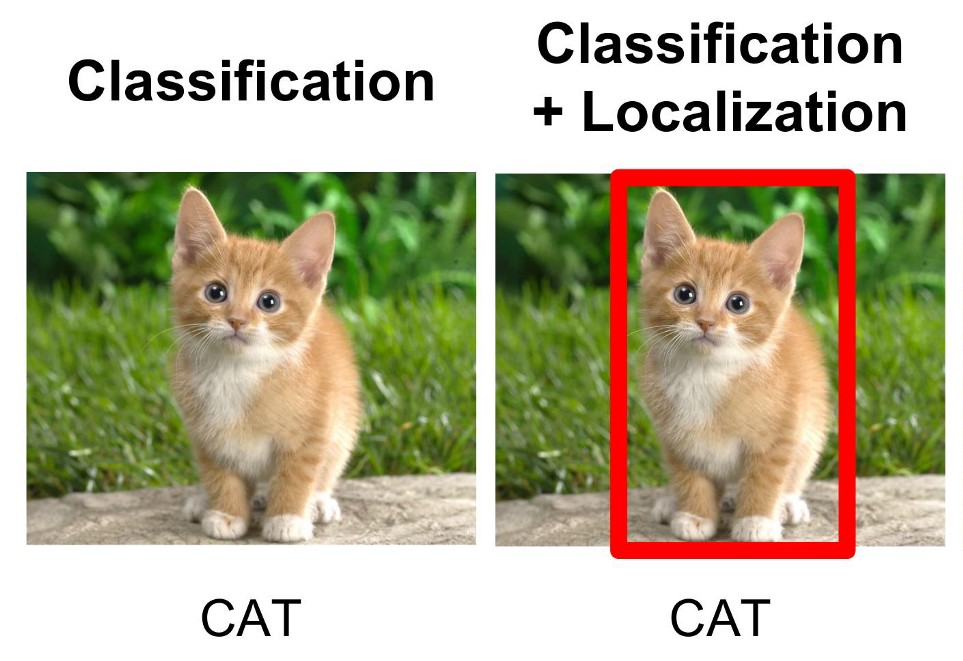 Classification
Classification
+ Localization
CAT
CAT